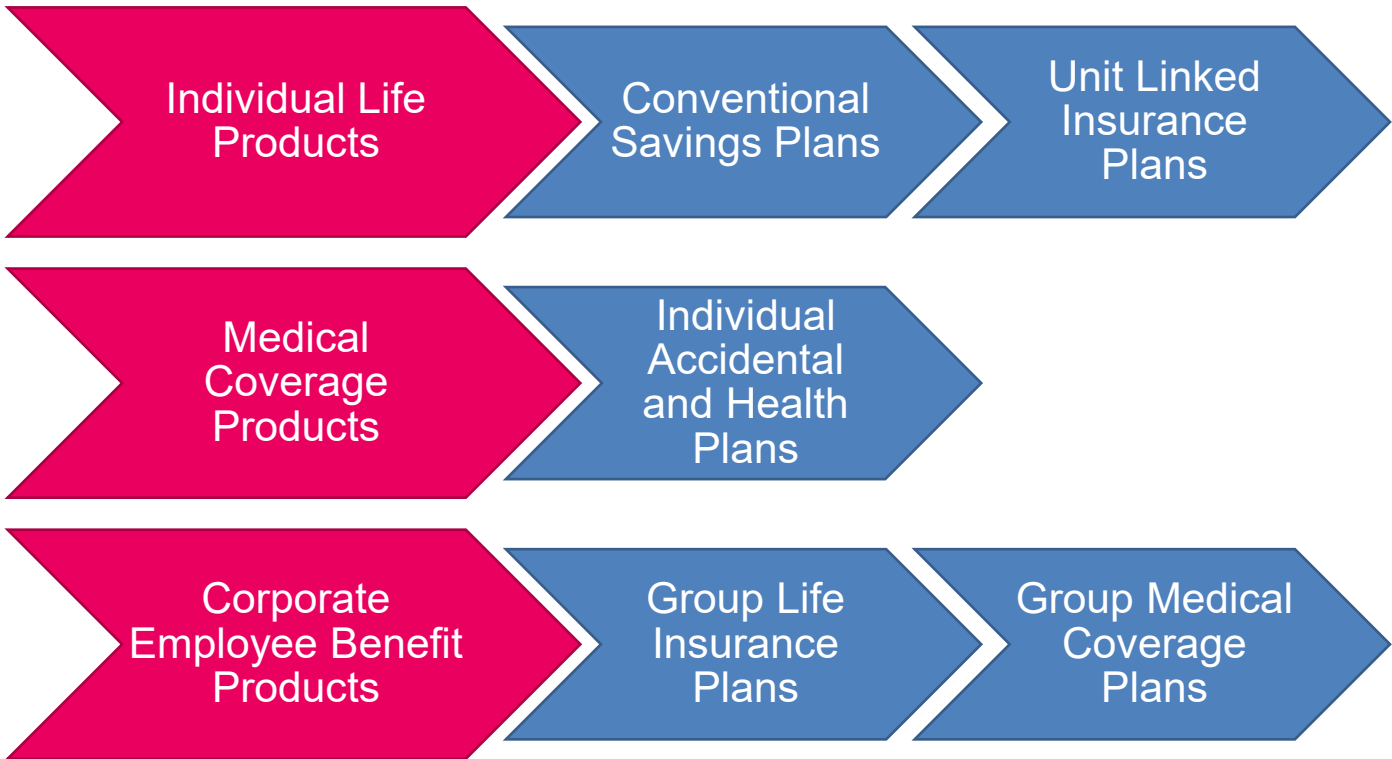 Individual Life
Products
Conventional
Savings Plans
Unit Linked
Insurance
Plans
Medical
Coverage
Products
Individual
Accidental
and Health
Plans
Corporate
Employee Benefit
Products
Group Life
Insurance
Plans
Group Medical
Coverage
Plans